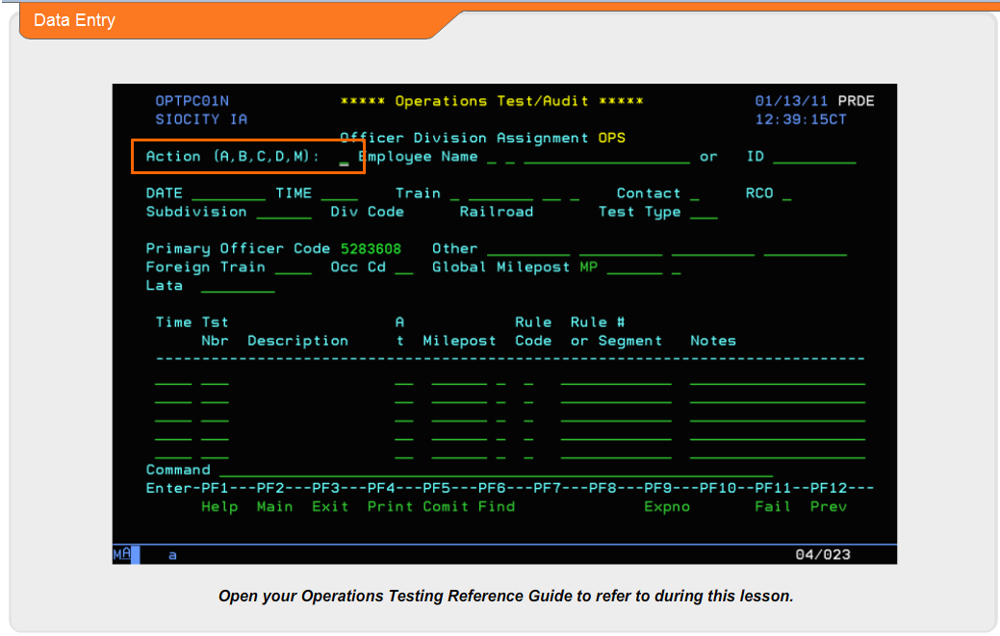 Data Entry
OPTPC01N ***** Operations Test/Audit ***** 01/13/11 PRDE
SIOCITY IA 12:39:15CT
Officer Division Assignment OPS
Action (A,B,C,D,M): _ Employee Name _ _ __________________ or ID _________
DATE ________ TIME ____ Train _ _______ __ _ Contact _ RCO _
Subdivision ______ Div Code Railroad Test Type ___
Primary Officer Code 5283608 Other _________ _________ _________ _________
Foreign Train ____ Occ Cd __ Global Milepost MP ______ _
Lata ________
Time Tst A Rule Rule #
Nbr Description t Milepost Code or Segment Notes
-----------------------------------------------------------------------------
____ ___ __ ______ _ _ ____________ ___________________
____ ___ __ ______ _ _ ____________ ___________________
____ ___ __ ______ _ _ ____________ ___________________
____ ___ __ ______ _ _ ____________ ___________________
____ ___ __ ______ _ _ ____________ ___________________
Command ____________________________________________________________
Enter-PF1---PF2---PF3---PF4---PF5---PF6---PF7---PF8---PF9---PF10--PF11--PF12---
Help Main Exit Print Comit Find Expno Fail Prev
MA a 04/023
Open your Operations Testing Reference Guide to refer to during this lesson.